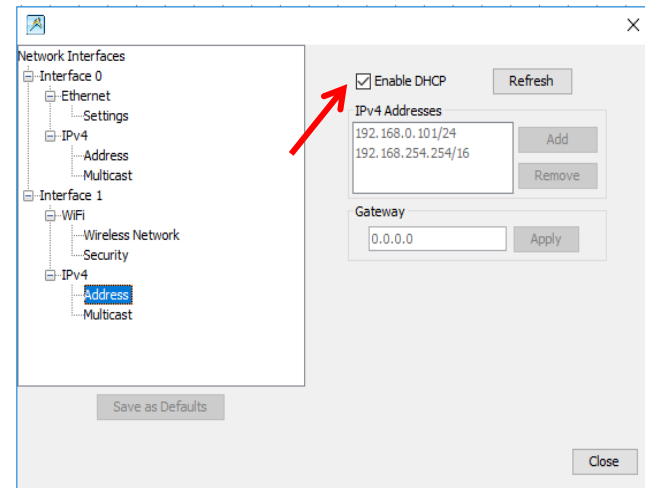 Network Interfaces
Interface 0
Ethernet
Settings
IPv4
Address
Multicast
Interface 1
WiFi
Wireless Network
Security
IPv4
Address
Multicast
Save as Defaults
Enable DHCP
Refresh
IPv4 Addresses
192.168.0.101/24
192.168.254.254/16
Add
Remove
Gateway
0.0.0.0
Apply
Close